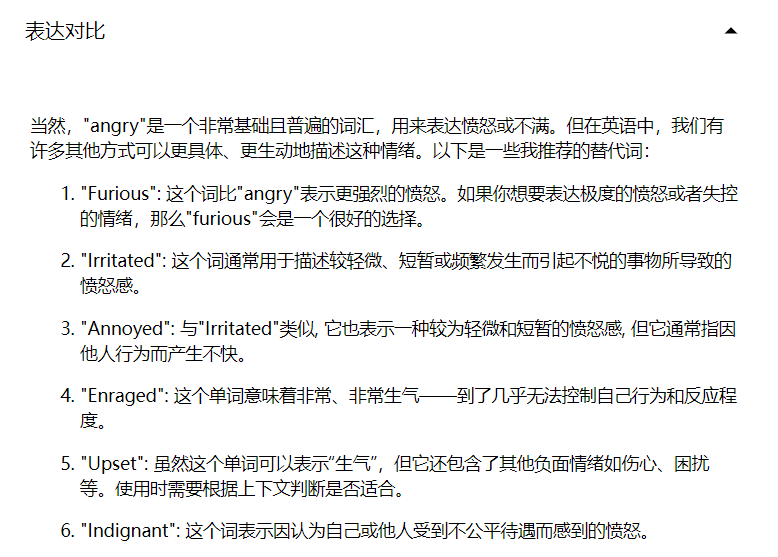 表达对比
当然，"angry"是一个非常基础且普遍的词汇，用来表达愤怒或不满。但在英语中，我们有
许多其他方式可以更具体、更生动地描述这种情绪。以下是一些我推荐的替代词：
1. "Furious": 这个词比"angry"表示更强烈的愤怒。如果你想要表达极度的愤怒或者失控
的情绪，那么"furious"会是一个很好的选择。
2. "Irritated": 这个词通常用于描述较轻微、短暂或频繁发生而引起不悦的事物所导致的
愤怒感。
3. "Annoyed": 与"Irritated"类似, 它也表示一种较为轻微和短暂的愤怒感, 但它通常指因
他人行为而产生不快。
4. "Enraged": 这个单词意味着非常、非常生气——到了几乎无法控制自己行为和反应程
度。
5. "Upset": 虽然这个单词可以表示“生气”，但它还包含了其他负面情绪如伤心、困扰
等。使用时需要根据上下文判断是否适合。
6. "Indignant": 这个词表示因认为自己或他人受到不公平待遇而感到的愤怒。